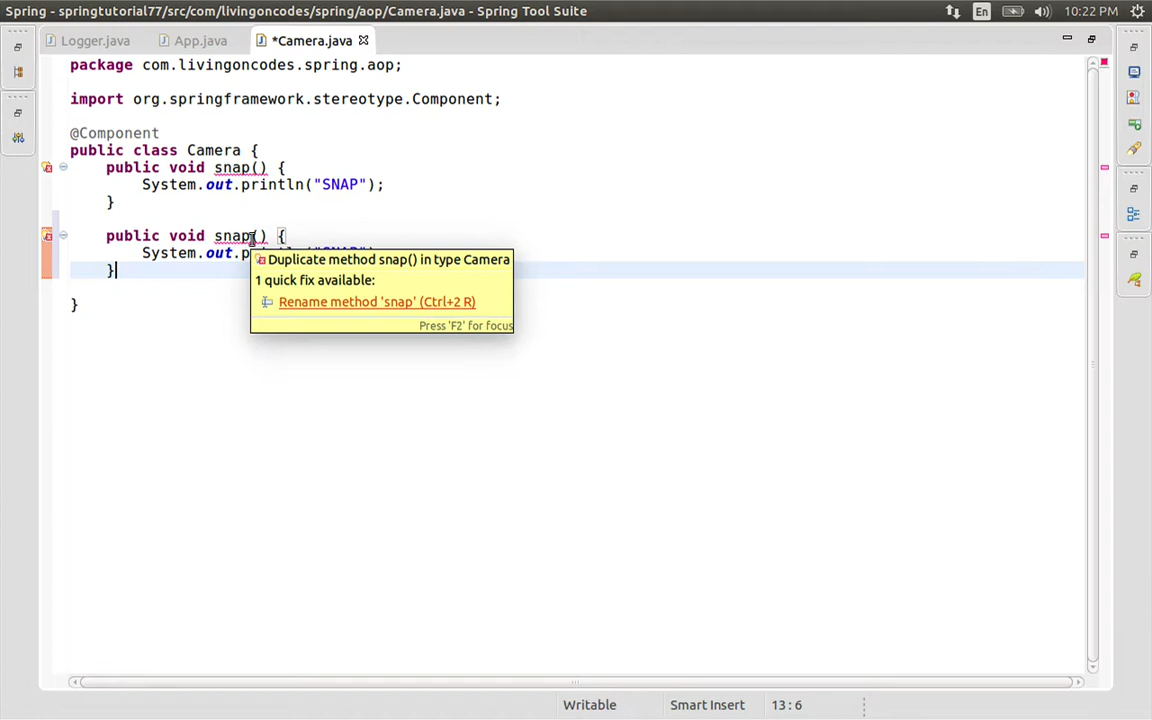 Spring - springtutorial77/src/com/livingoncodes/spring/aop/Camera.java - Spring Tool Suite
En
10:22 PM
Logger.java
App.java
*Camera.java
package com.livingoncodes.spring.aop;
import org.springframework.stereotype.Component;
@Component
public class Camera {
public void snap() {
System.out.println("SNAP");
}
public void snap() {
System.out.p
Duplicate method snap() in type Camera
1 quick fix available:
Rename method 'snap' (Ctrl+2 R)
Press 'F2' for focus
}
}
Writable
Smart Insert
13 : 6